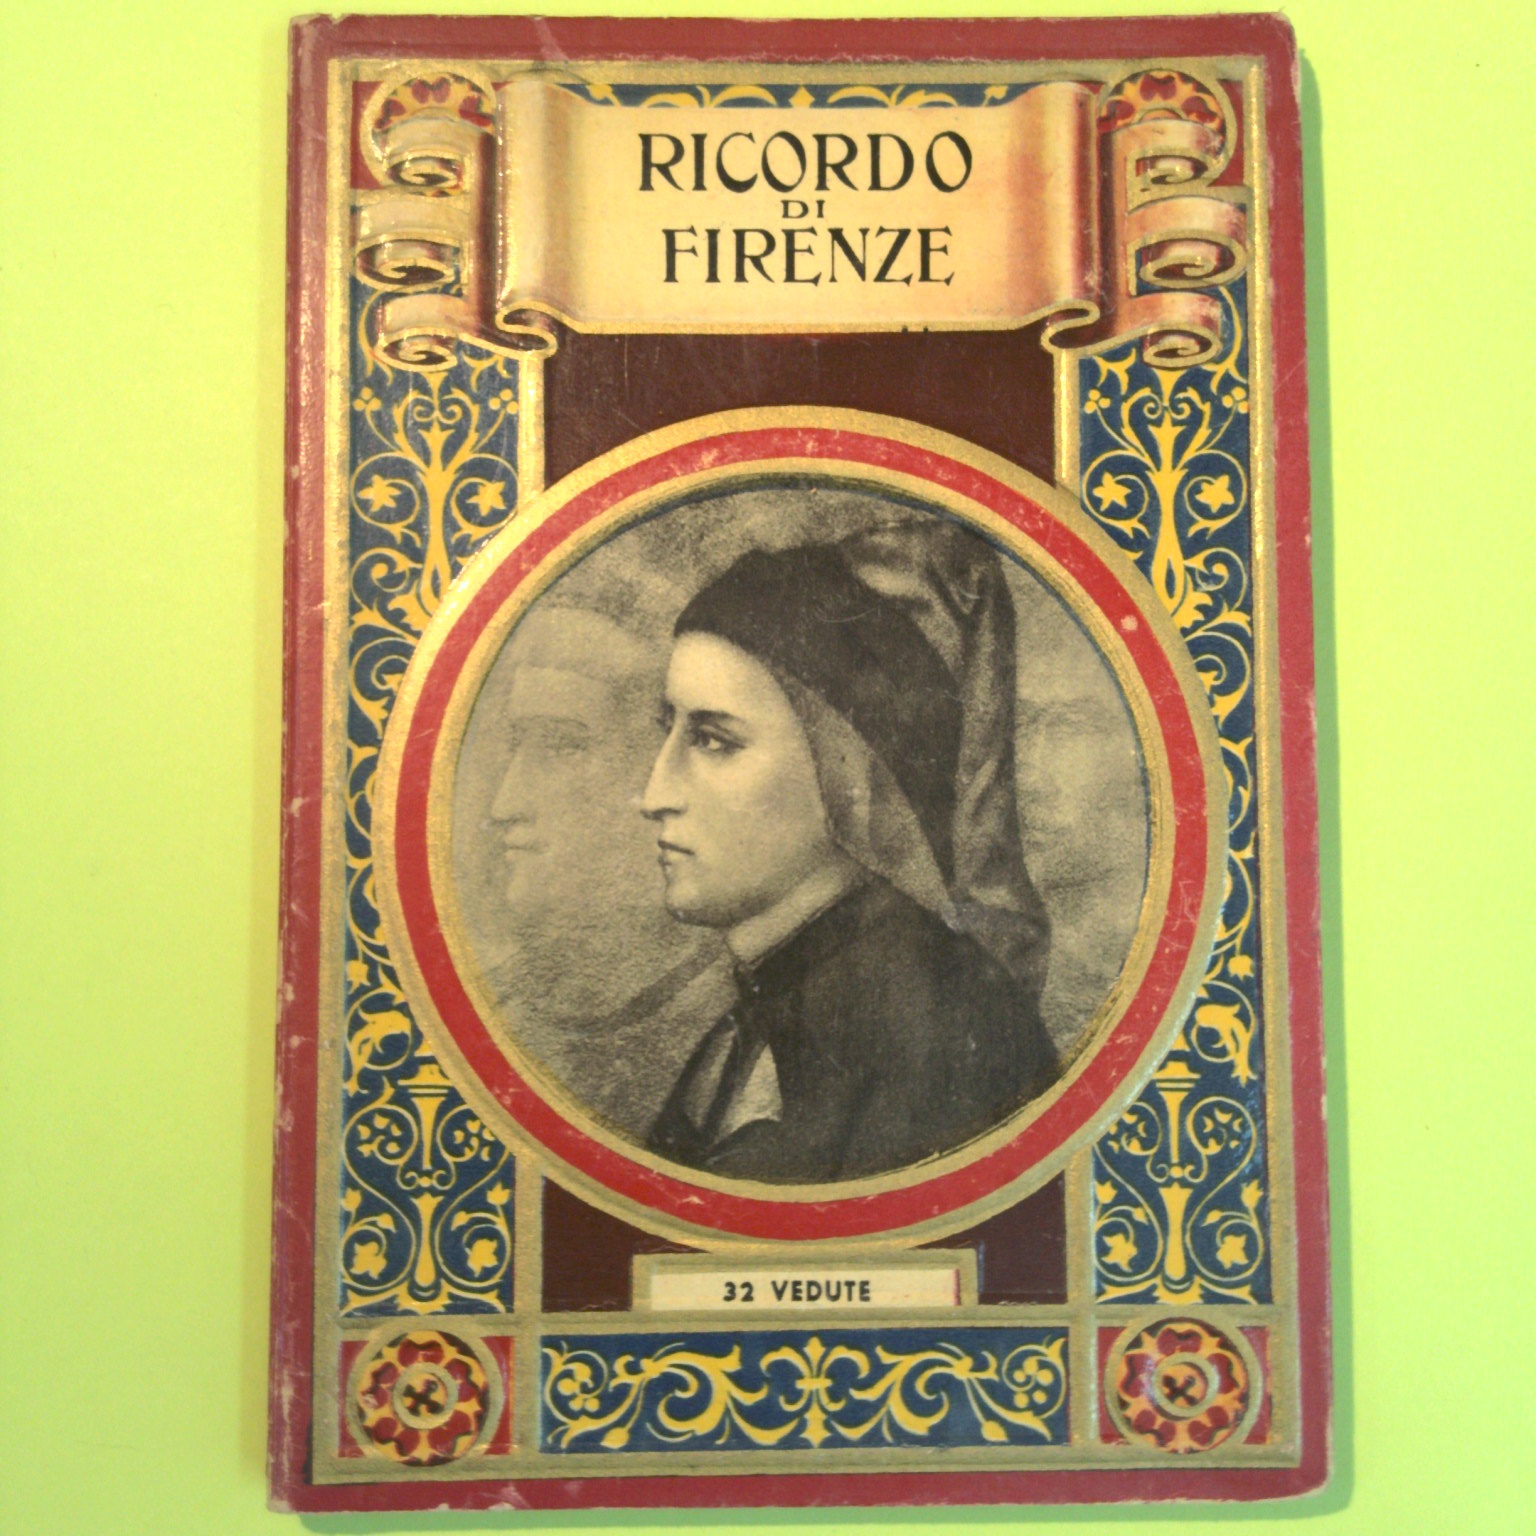 RICORDO
DI
FIRENZE
32 VEDUTE